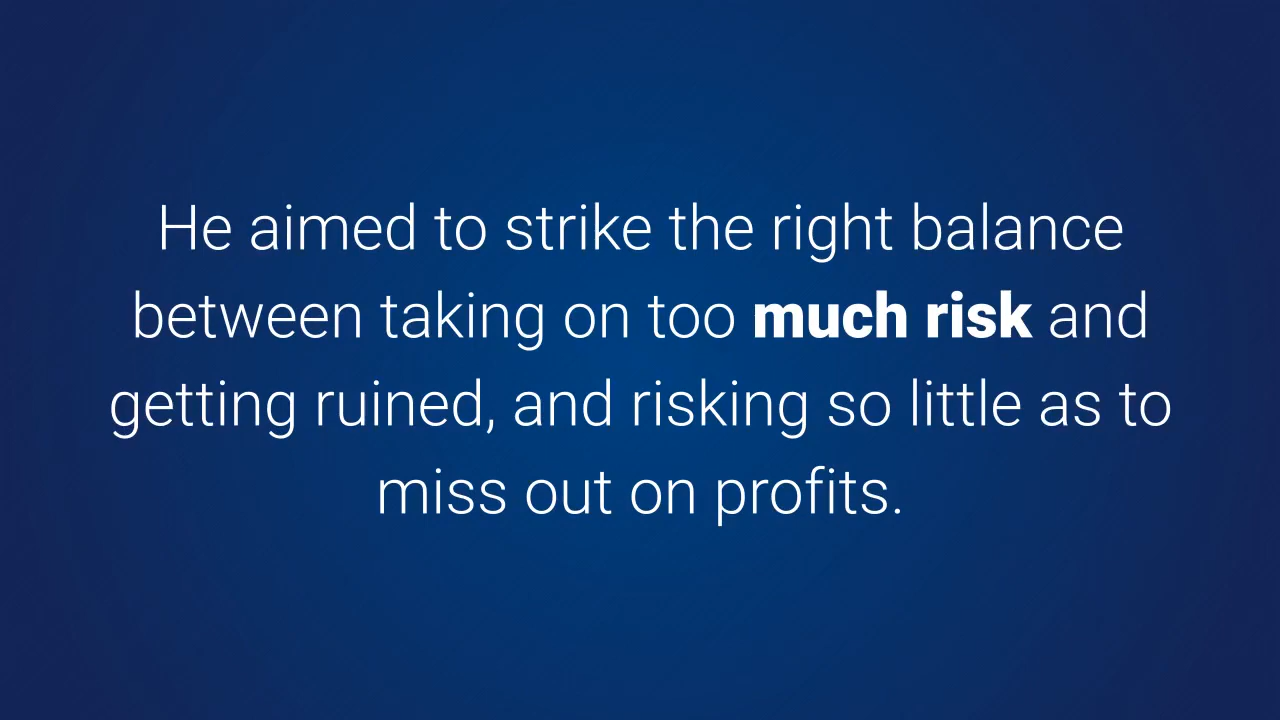 He aimed to strike the right balance
between taking on too much risk and
getting ruined, and risking so little as to
miss out on profits.